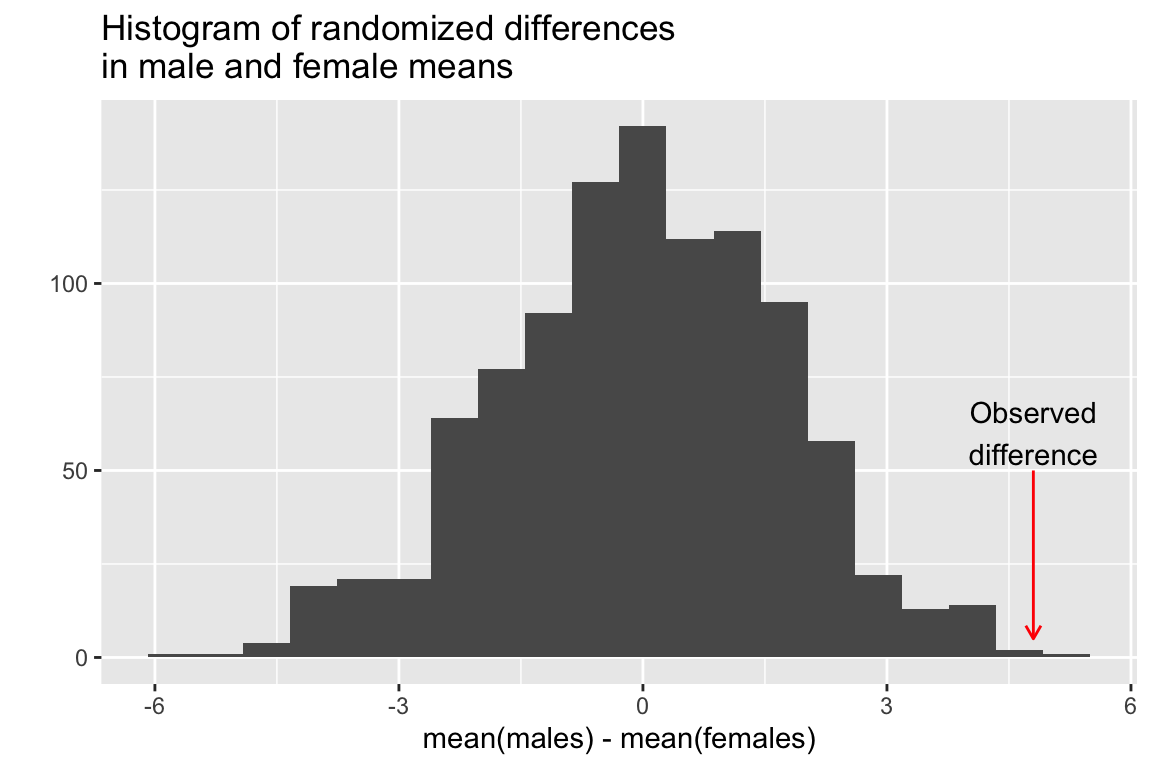 Histogram of randomized differences
in male and female means
100
50
0
Observed
difference
-6 -3 0 3 6
mean(males) - mean(females)